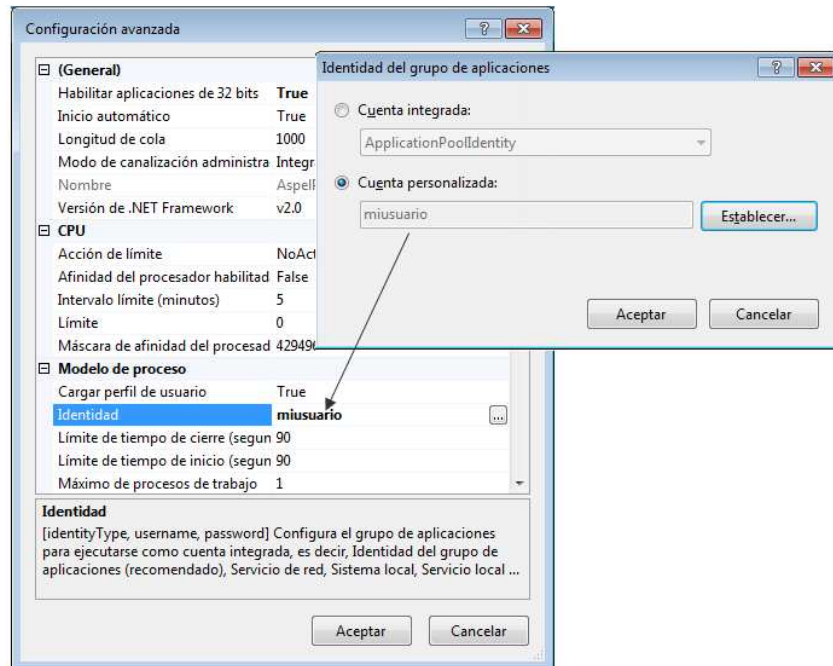 Configuración avanzada
(General)
Habilitar aplicaciones de 32 bits True
Inicio automático True
Longitud de cola 1000
Modo de canalización administra Integr
Nombre AspelP
Versión de .NET Framework v2.0
CPU
Acción de límite NoAct
Afinidad del procesador habilitad False
Intervalo límite (minutos) 5
Límite 0
Máscara de afinidad del procesad 429496
Modelo de proceso
Cargar perfil de usuario True
Identidad miusuario ...
Límite de tiempo de cierre (segun 90
Límite de tiempo de inicio (segun 90
Máximo de procesos de trabajo 1
Identidad
[identityType, username, password] Configura el grupo de aplicaciones
para ejecutarse como cuenta integrada, es decir, Identidad del grupo de
aplicaciones (recomendado), Servicio de red, Sistema local, Servicio local ...
Aceptar Cancelar
Identidad del grupo de aplicaciones
Cuenta integrada:
ApplicationPoolIdentity
Cuenta personalizada:
miusuario Establecer...
Aceptar Cancelar